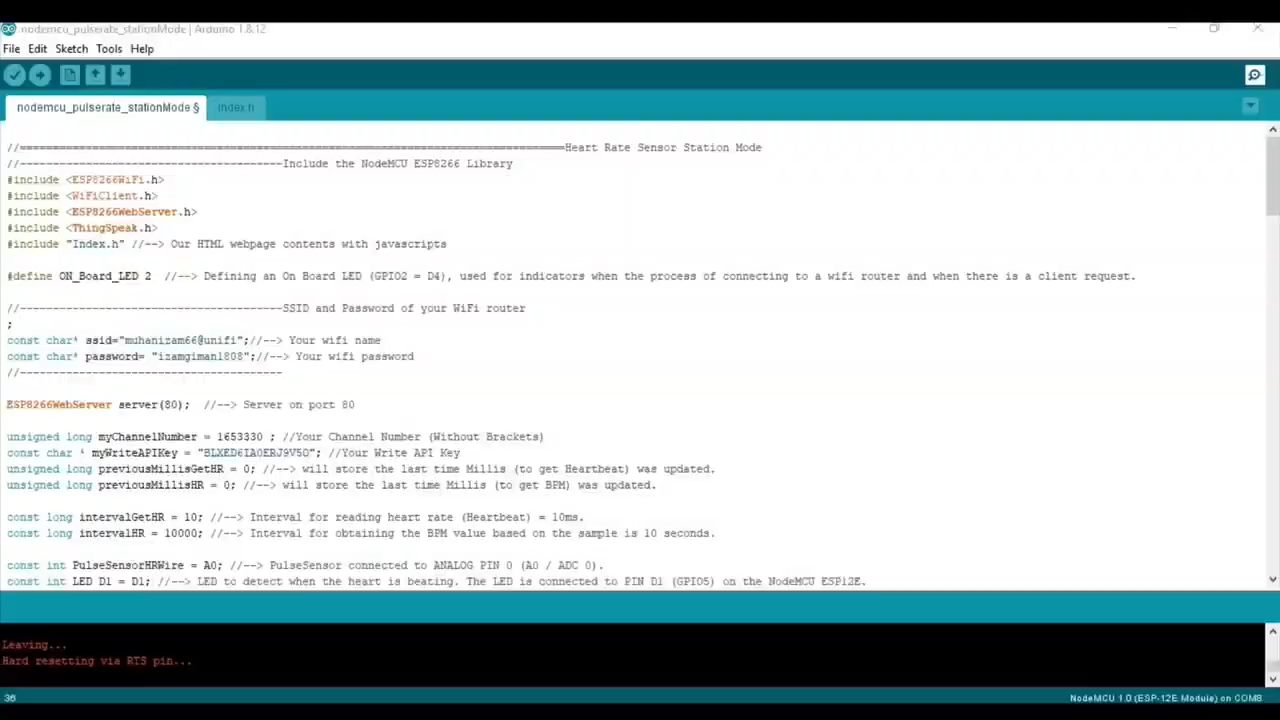 nodemcu_pulserate_stationMode | Arduino 1.8.12
File Edit Sketch Tools Help
nodemcu_pulserate_stationMode § index.h
//===================================================================================Heart Rate Sensor Station Mode
//----------------------------------------Include the NodeMCU ESP8266 Library
#include <ESP8266WiFi.h>
#include <WiFiClient.h>
#include <ESP8266WebServer.h>
#include <ThingSpeak.h>
#include "Index.h" //--> Our HTML webpage contents with javascripts
#define ON_Board_LED 2 //--> Defining an On Board LED (GPIO2 = D4), used for indicators when the process of connecting to a wifi router and when there is a client request.
//----------------------------------------SSID and Password of your WiFi router
;
const char* ssid="muhanizam66@unifi";//--> Your wifi name
const char* password= "izamgiman1808";//--> Your wifi password
//----------------------------------------
ESP8266WebServer server(80); //--> Server on port 80
unsigned long myChannelNumber = 1653330 ; //Your Channel Number (Without Brackets)
const char * myWriteAPIKey = ; //Your Write API Key
unsigned long previousMillisGetHR = 0; //--> will store the last time Millis (to get Heartbeat) was updated.
unsigned long previousMillisHR = 0; //--> will store the last time Millis (to get BPM) was updated.
const long intervalGetHR = 10; //--> Interval for reading heart rate (Heartbeat) = 10ms.
const long intervalHR = 10000; //--> Interval for obtaining the BPM value based on the sample is 10 seconds.
const int PulseSensorHRWire = A0; //--> PulseSensor connected to ANALOG PIN 0 (A0 / ADC 0).
const int LED_D1 = D1; //--> LED to detect when the heart is beating. The LED is connected to PIN D1 (GPIO5) on the NodeMCU ESP12E.
Leaving...
Hard resetting via RTS pin...
36 NodeMCU 1.0 (ESP-12E Module) on COM8